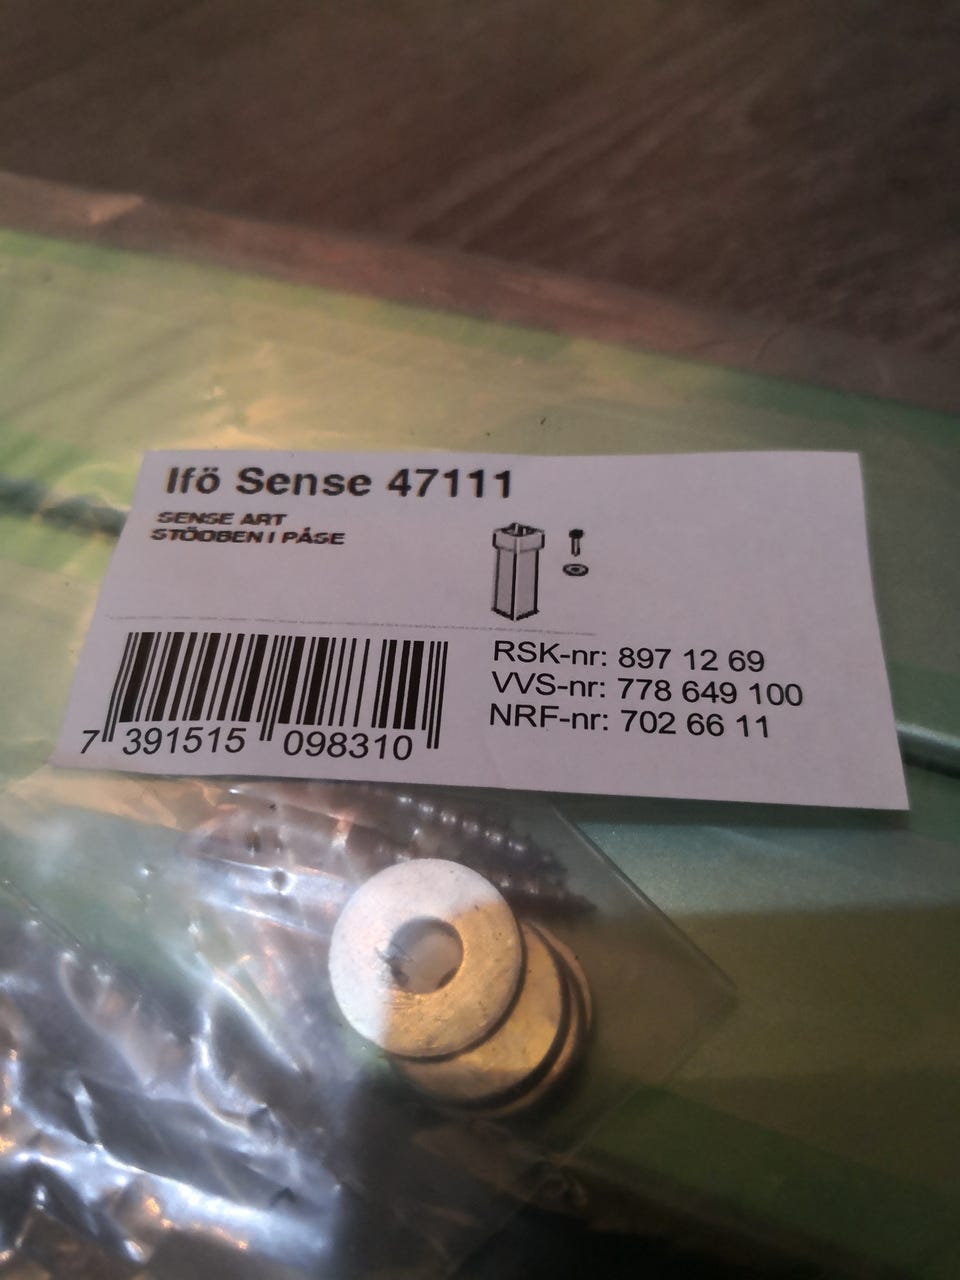 Ifö Sense 47111
SENSE ART
STÖDBEN I PÅSE
RSK-nr: 897 12 69
VVS-nr: 778 649 100
NRF-nr: 702 66 11
7 391515 098310